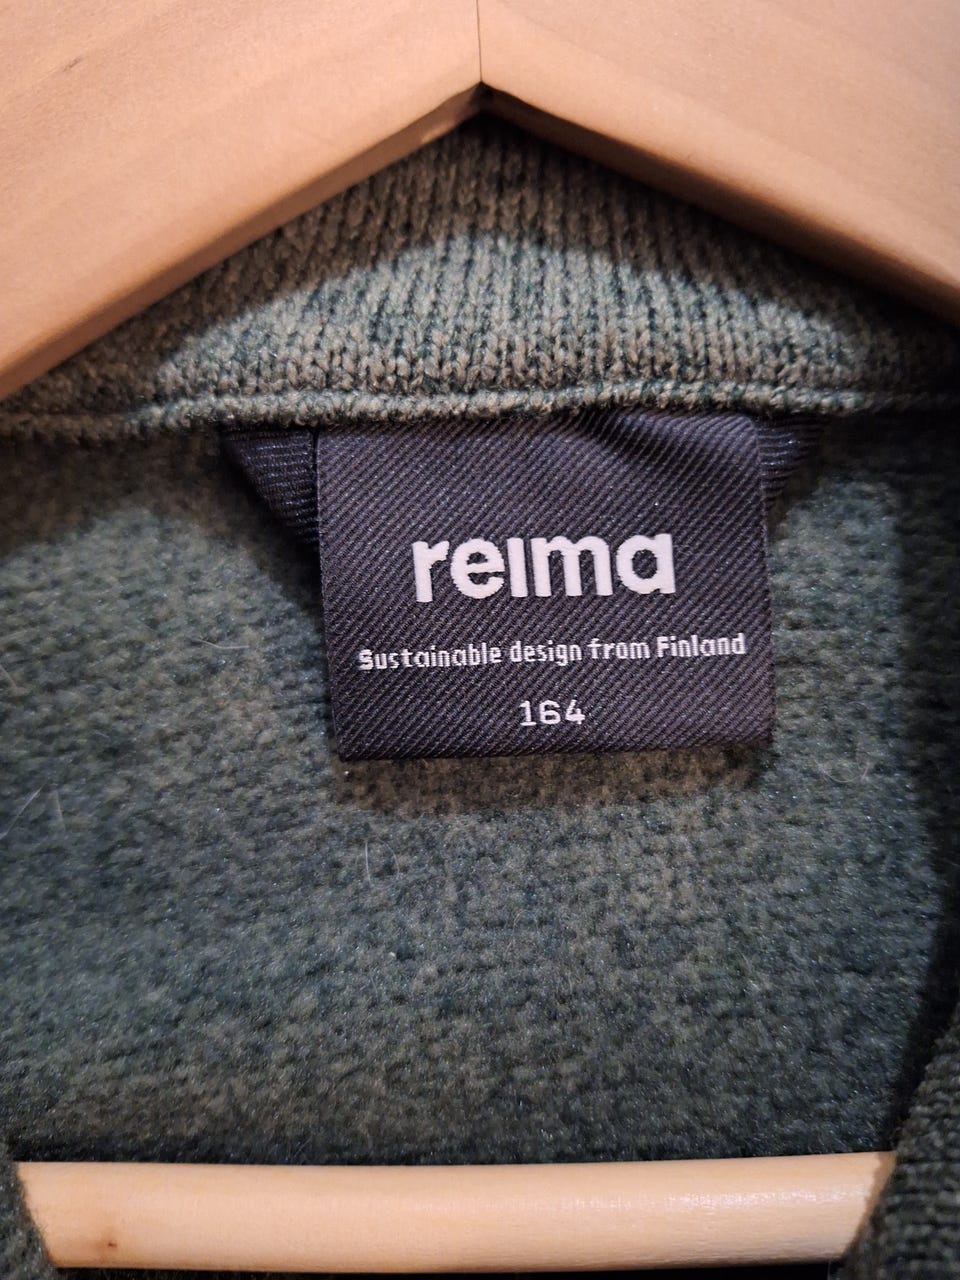 reima
Sustainable design from Finland
164